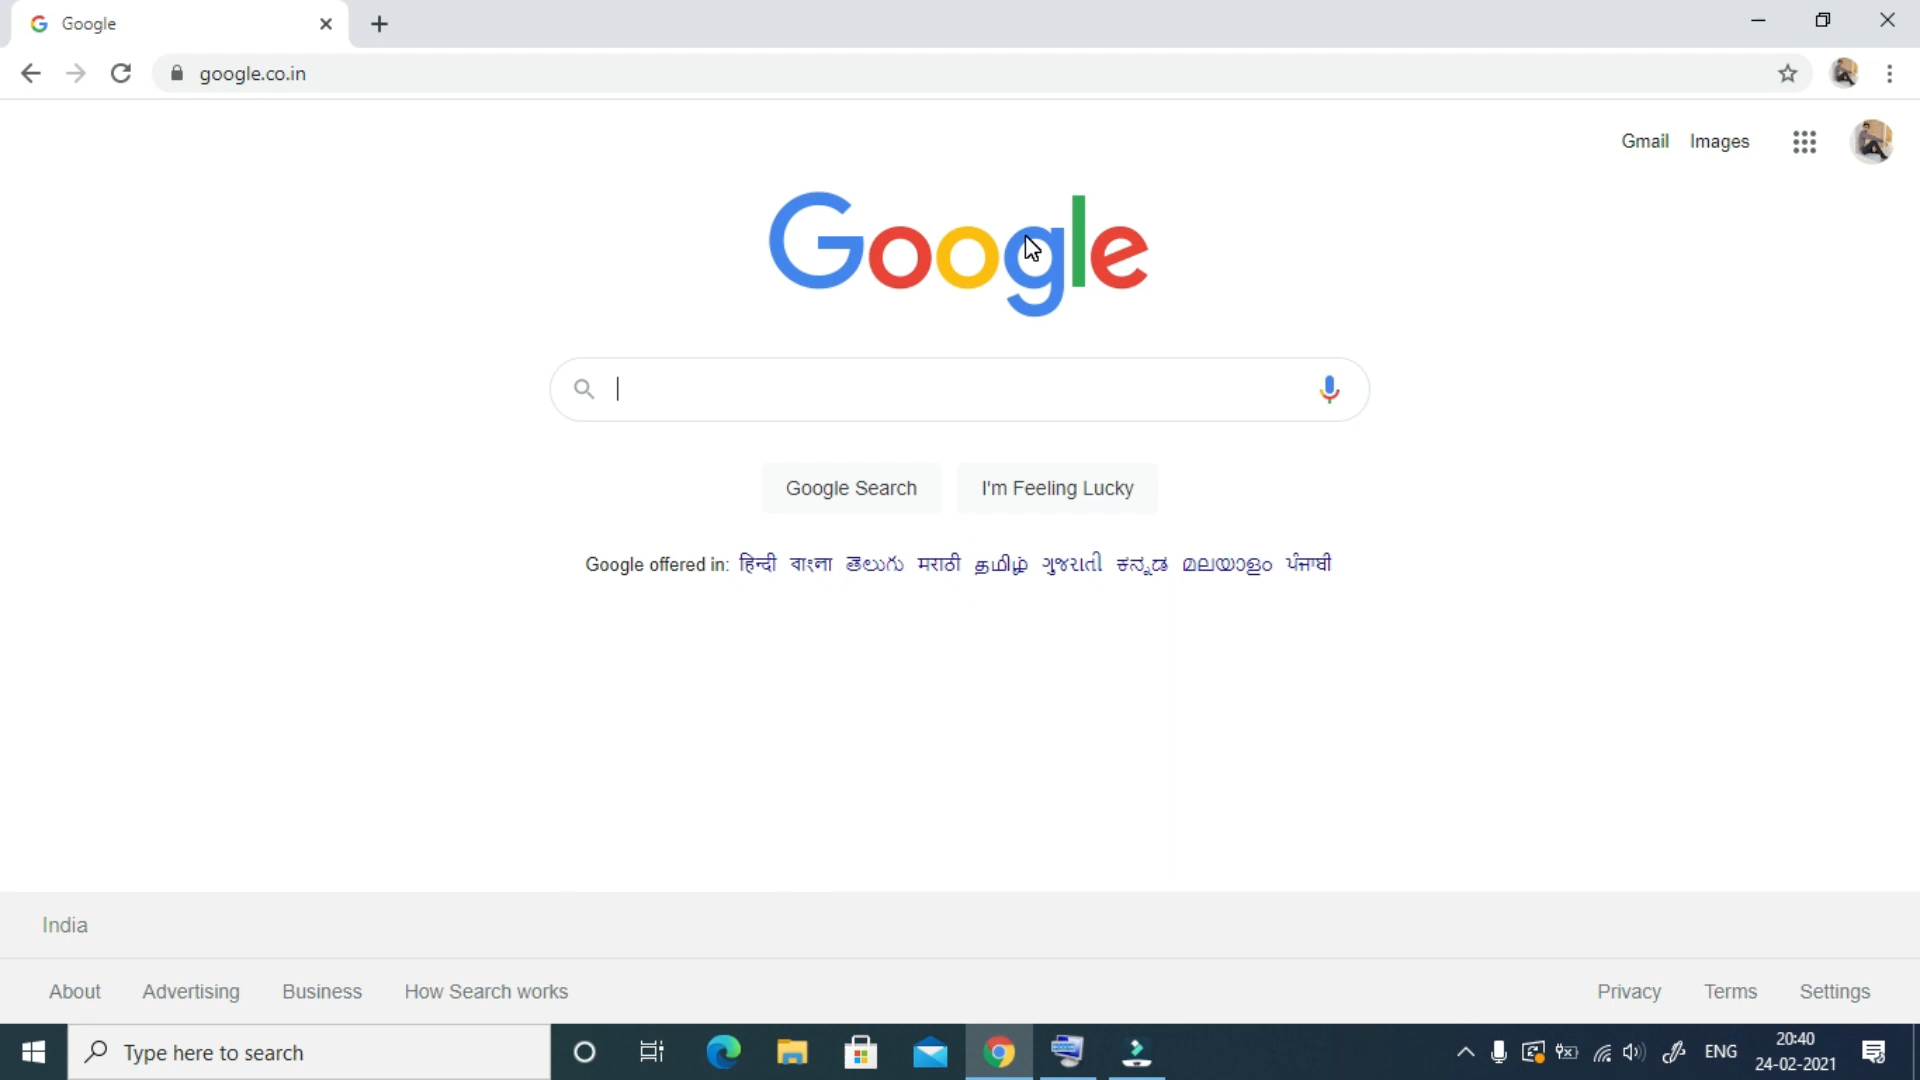 Google
google.co.in
Gmail Images
Google
Google Search I'm Feeling Lucky
Google offered in: हिन्दी বাংলা తెలుగు मराठी தமிழ் ગુજરાતી ಕನ್ನಡ മലയാളം ਪੰਜਾਬੀ
India
About Advertising Business How Search works Privacy Terms Settings
Type here to search ENG 20:40
24-02-2021